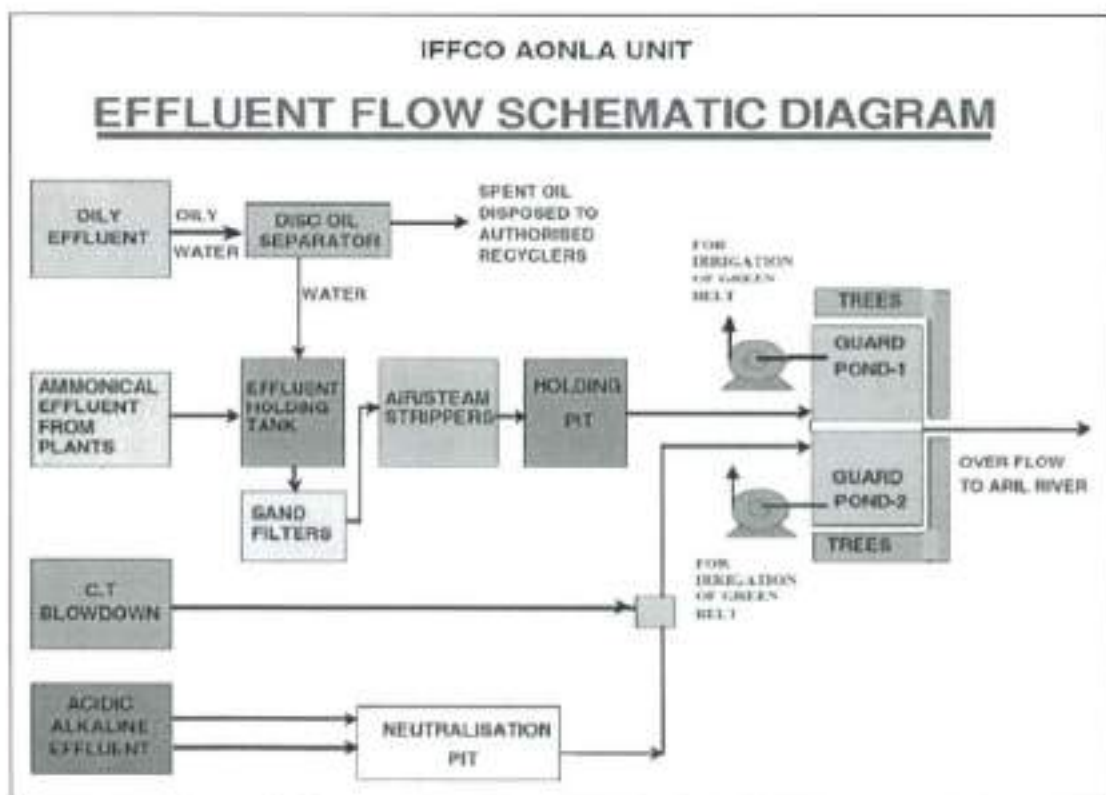 IFFCO AONLA UNIT
EFFLUENT FLOW SCHEMATIC DIAGRAM
OILY
EFFLUENT
OILY
WATER
DISC OIL
SEPARATOR
SPENT OIL
DISPOSED TO
AUTHORISED
RECYCLERS
WATER
FOR
IRRIGATION
OF GREEN
BELT
TREES
GUARD
POND-1
AMMONICAL
EFFLUENT
FROM
PLANTS
EFFLUENT
HOLDING
TANK
AIR/STEAM
STRIPPERS
HOLDING
PIT
OVER FLOW
TO ARIL RIVER
GUARD
POND-2
TREES
SAND
FILTERS
FOR
IRRIGATION
OF GREEN
BELT
C.T
BLOWDOWN
ACIDIC
ALKALINE
EFFLUENT
NEUTRALISATION
PIT